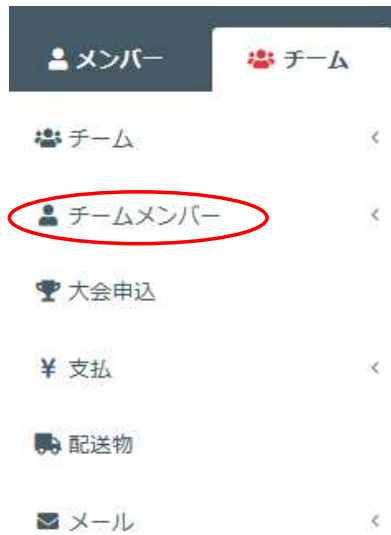 メンバー チーム
チーム
チームメンバー
大会申込
¥ 支払
配送物
メール